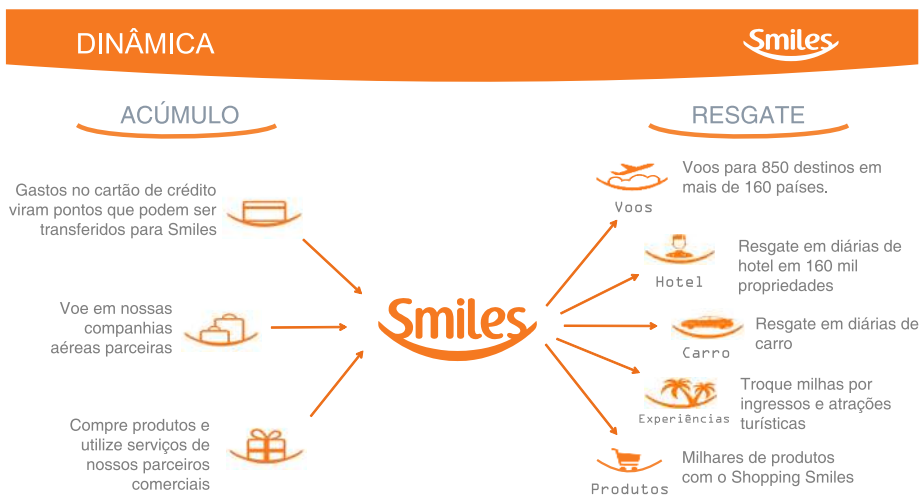 DINÂMICA
Smiles
ACÚMULO
Gastos no cartão de crédito
viram pontos que podem ser
transferidos para Smiles
Voe em nossas
companhias
aéreas parceiras
Compre produtos e
utilize serviços de
nossos parceiros
comerciais
Smiles
RESGATE
Voos
Voos para 850 destinos em
mais de 160 países.
Hotel
Resgate em diárias de
hotel em 160 mil
propriedades
Carro
Resgate em diárias de
carro
Experiências
Troque milhas por
ingressos e atrações
turísticas
Produtos
Milhares de produtos
com o Shopping Smiles